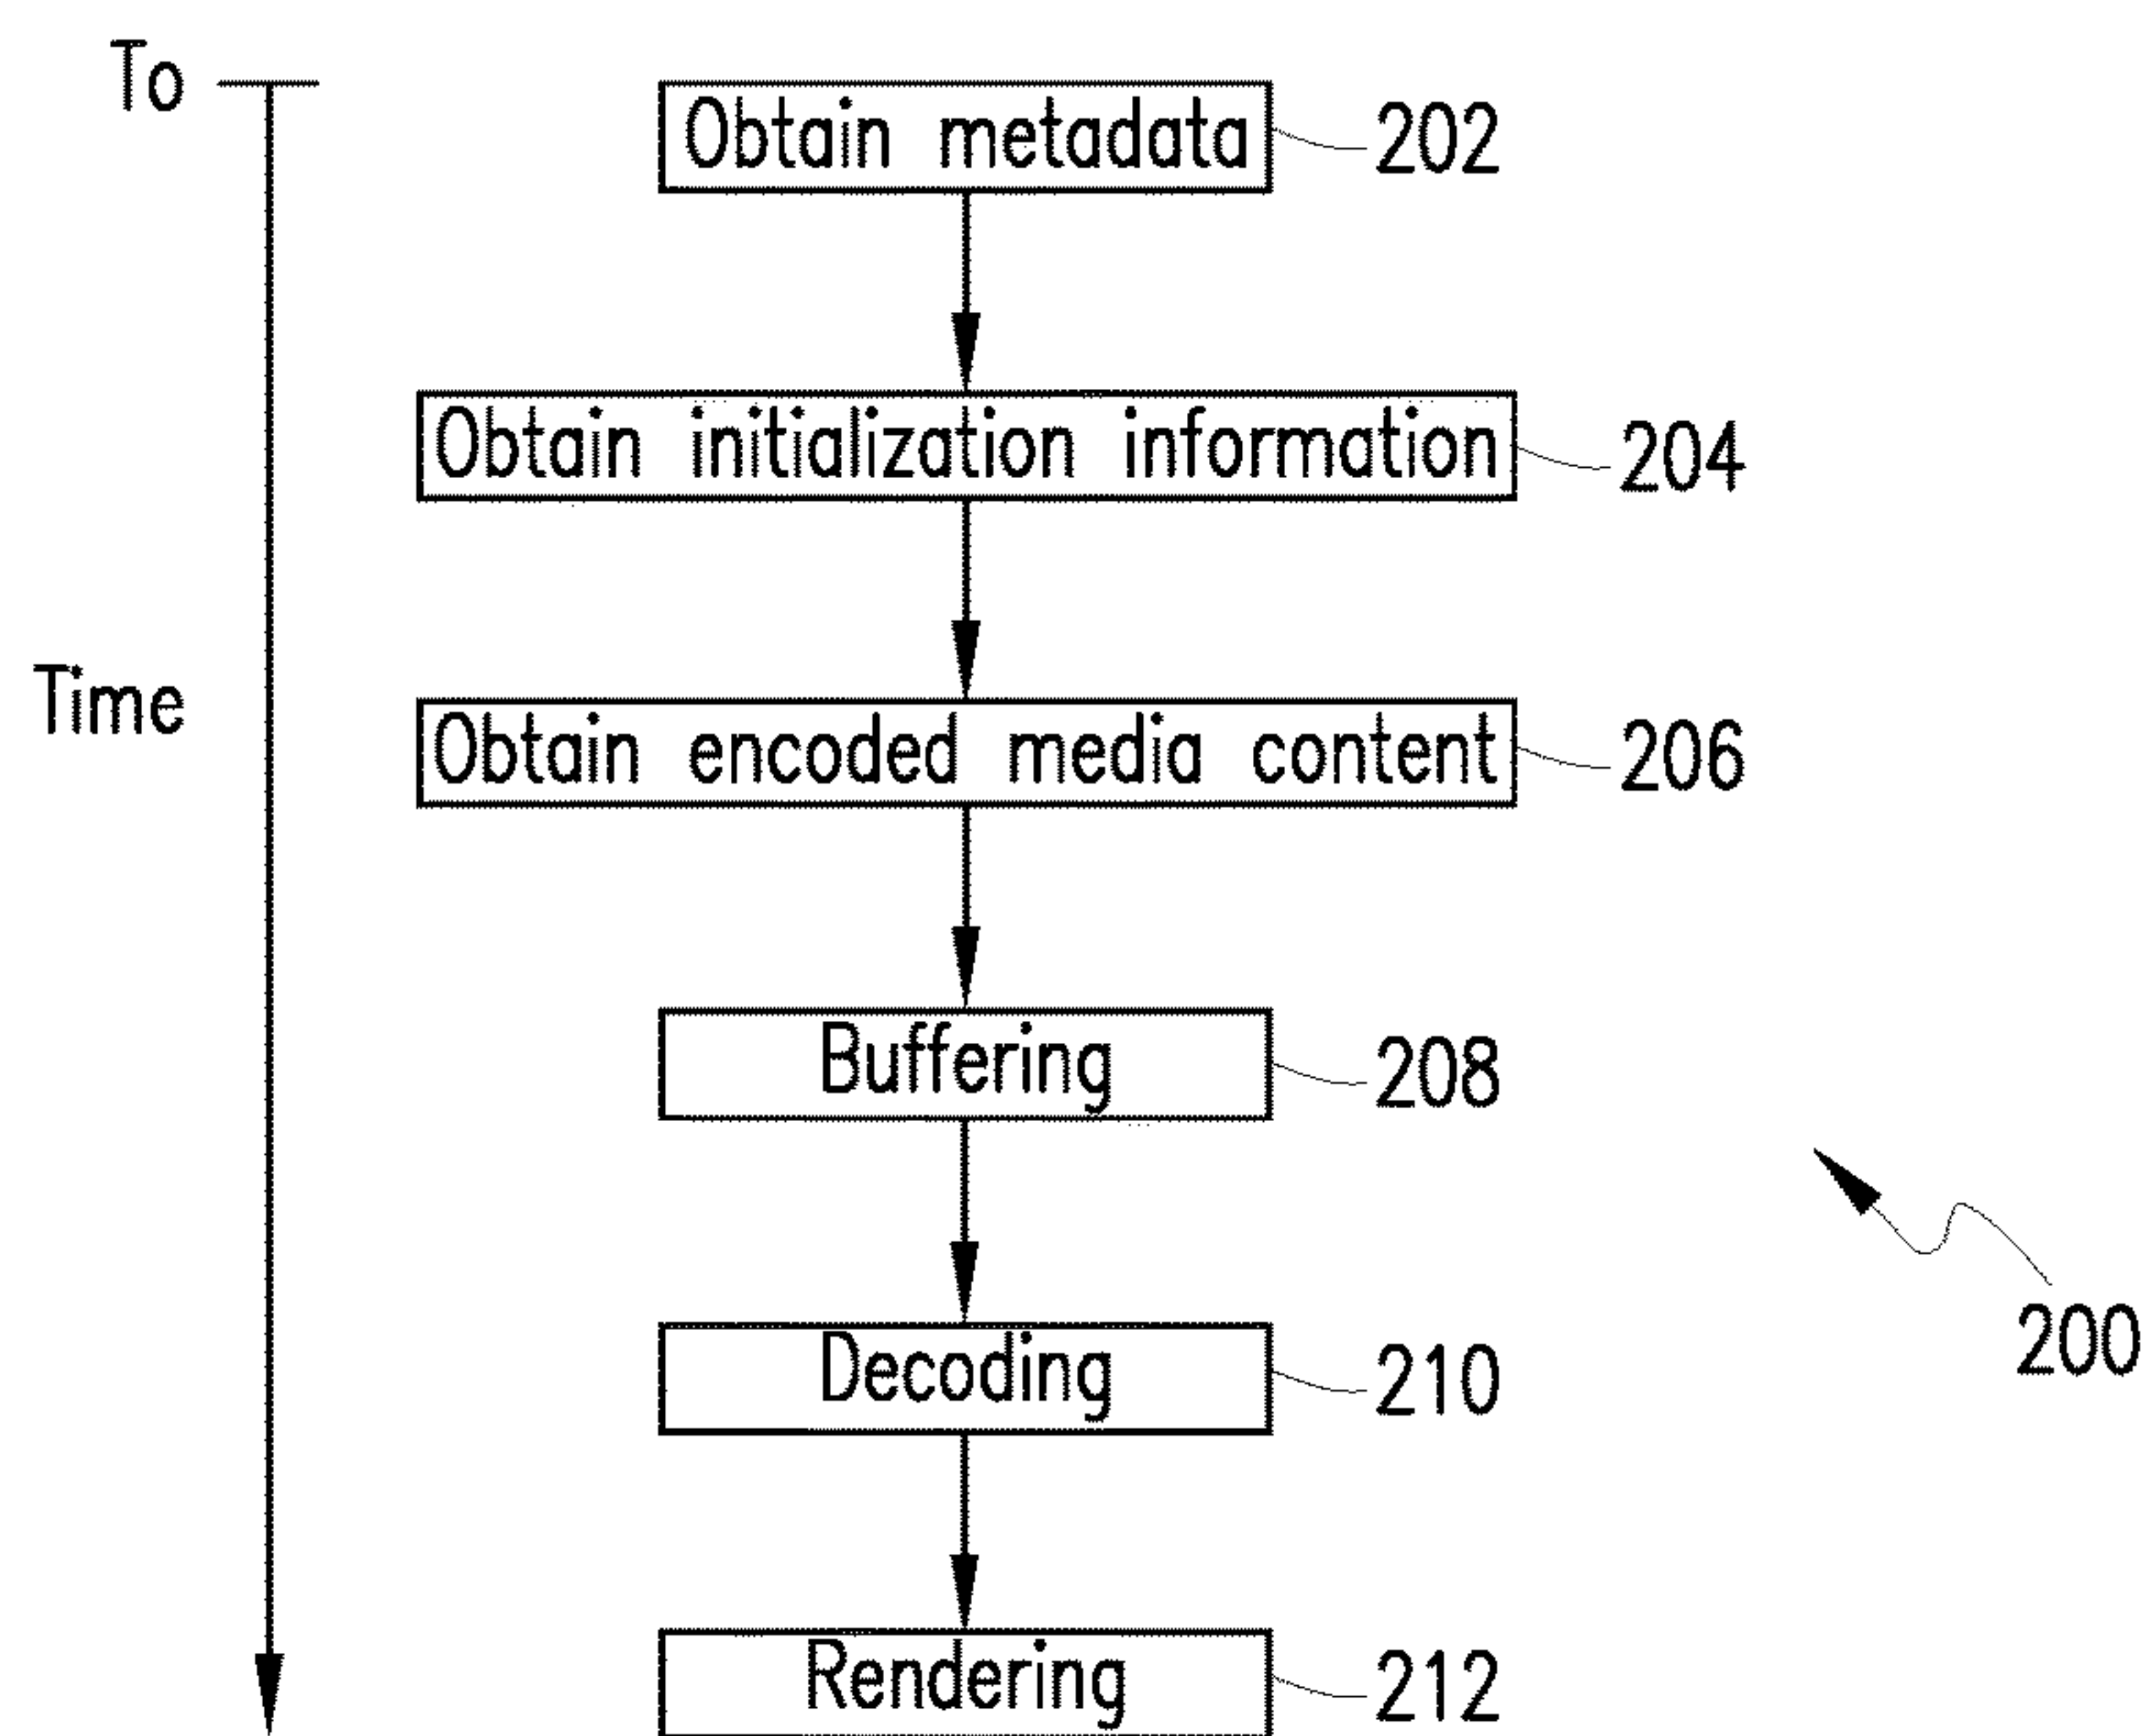 To
Obtain metadata
202
Obtain initialization information
204
Time
Obtain encoded media content
206
Buffering
208
Decoding
210
200
Rendering
212